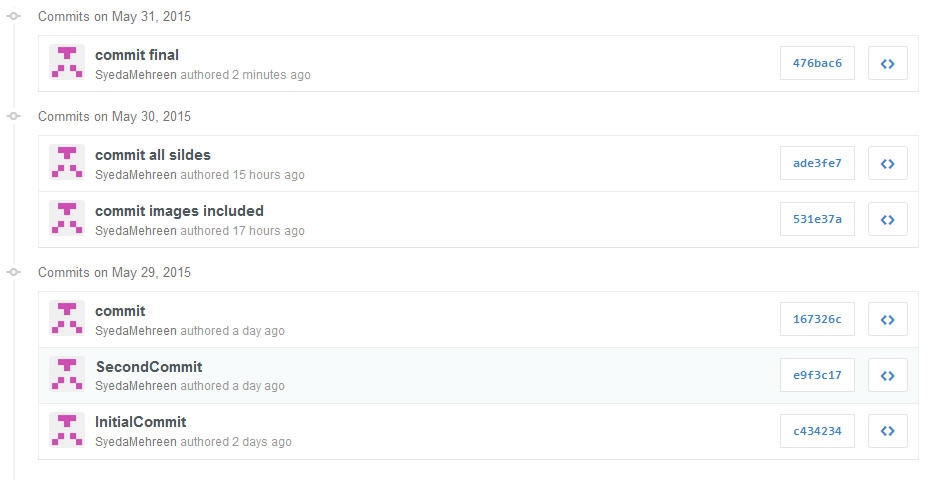 Commits on May 31, 2015
commit final
SyedaMehreen authored 2 minutes ago
476bac6
Commits on May 30, 2015
commit all sildes
SyedaMehreen authored 15 hours ago
ade3fe7
commit images included
SyedaMehreen authored 17 hours ago
531e37a
Commits on May 29, 2015
commit
SyedaMehreen authored a day ago
167326c
SecondCommit
SyedaMehreen authored a day ago
e9f3c17
InitialCommit
SyedaMehreen authored 2 days ago
c434234